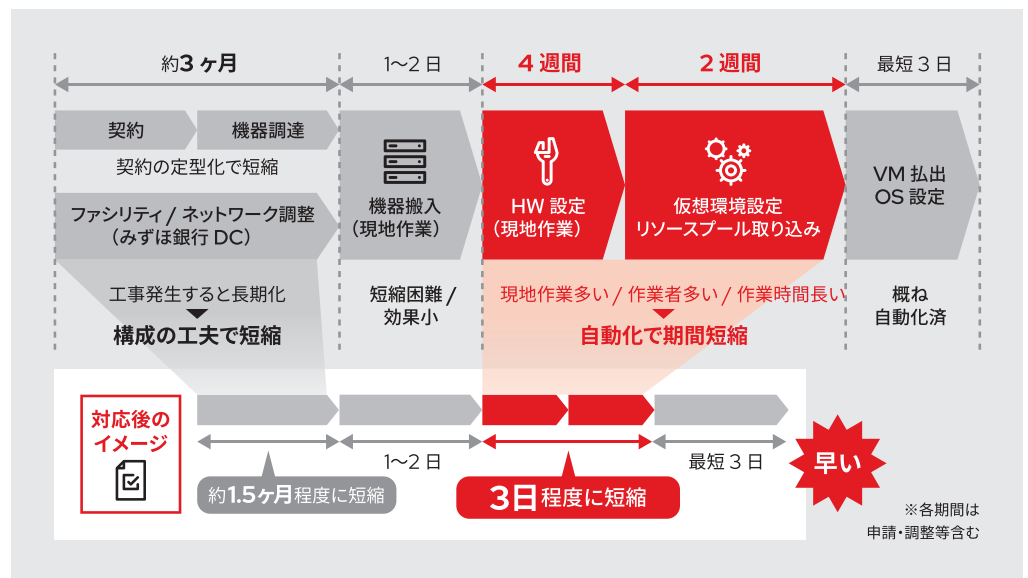 約3ヶ月
1〜2日
4週間
2週間
最短3日
契約
機器調達
契約の定型化で短縮
ファシリティ/ネットワーク調整
(みずほ銀行DC)
機器搬入
(現地作業)
HW設定
(現地作業)
仮想環境設定
リソースプール取り込み
VM払出
OS設定
工事発生すると長期化
構成の工夫で短縮
短縮困難/
効果小
現地作業多い/作業者多い/作業時間長い
自動化で期間短縮
概ね
自動化済
対応後の
イメージ
約1.5ヶ月程度に短縮
1〜2日
3日程度に短縮
最短3日
早い
※各期間は
申請・調整等含む